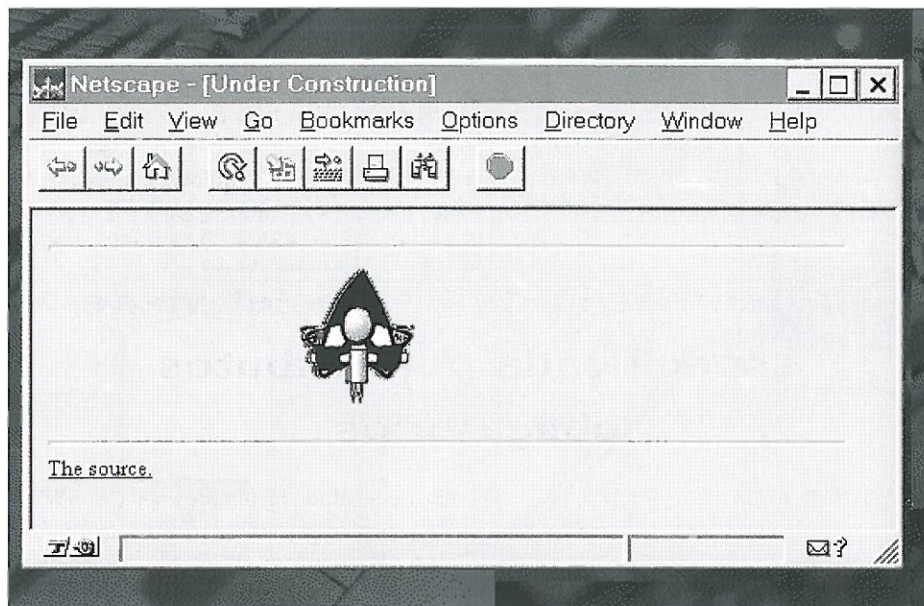 Netscape - [Under Construction]
File Edit View Go Bookmarks Options Directory Window Help
The source.
?